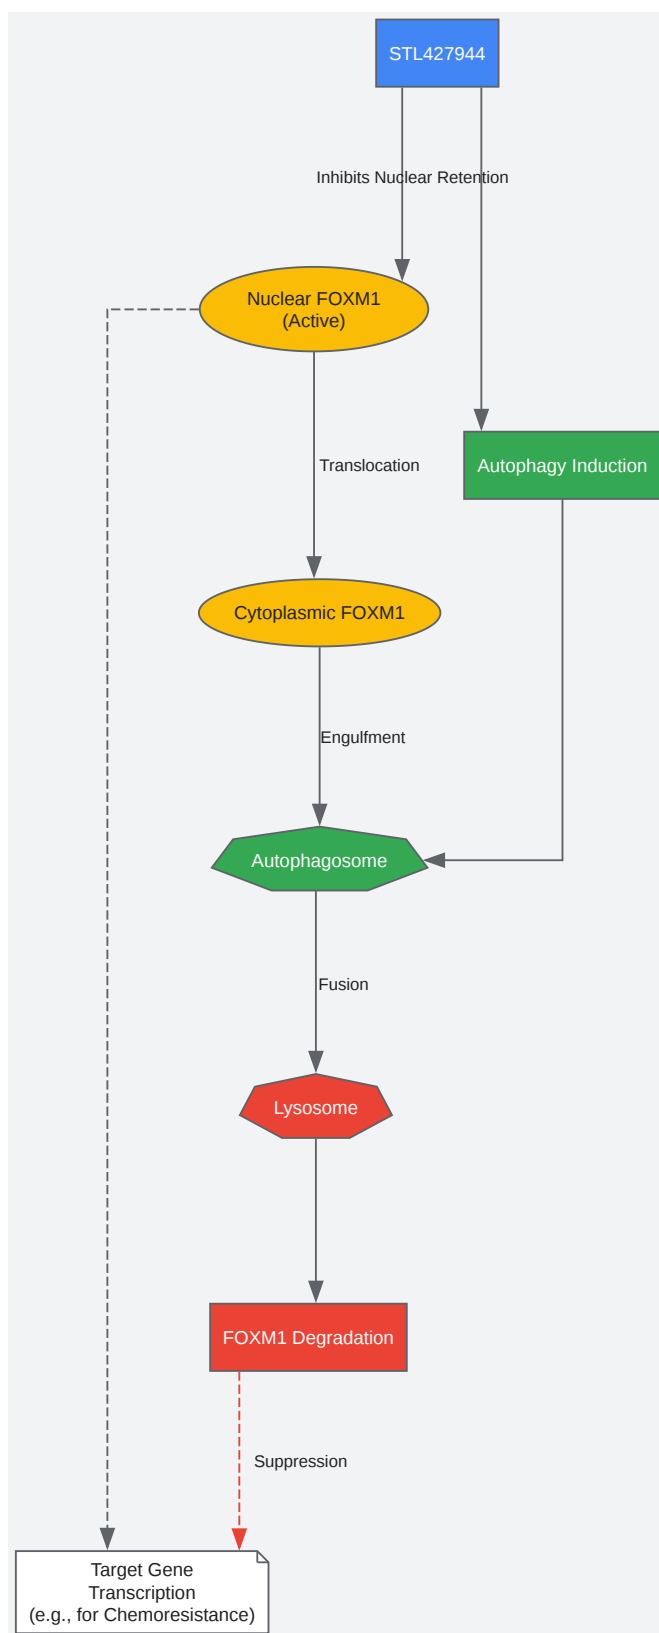 STL427944
Inhibits Nuclear Retention
Nuclear FOXM1
(Active)
Translocation
Autophagy Induction
Cytoplasmic FOXM1
Engulfment
Autophagosome
Fusion
Lysosome
FOXM1 Degradation
Suppression
Target Gene
Transcription
(e.g., for Chemoresistance)